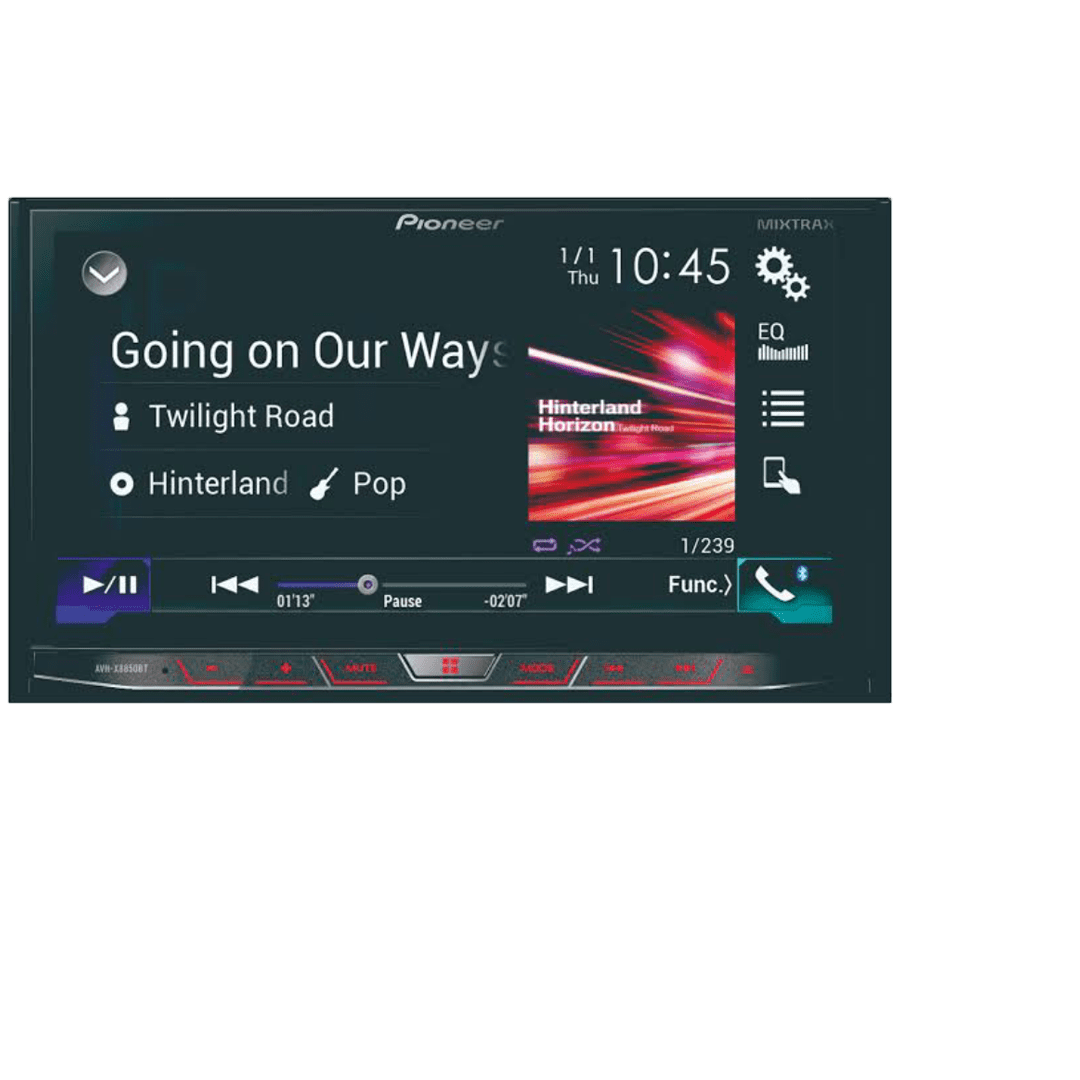 Pioneer
MIXTRAX
1/1
Thu
10:45
Going on Our Ways
EQ
Twilight Road
Hinterland
Horizon Twilight Road
Hinterland
Pop
1/239
01'13"
Pause
-02'07"
Func.
AVH-X8850BT
MUTE
MODE